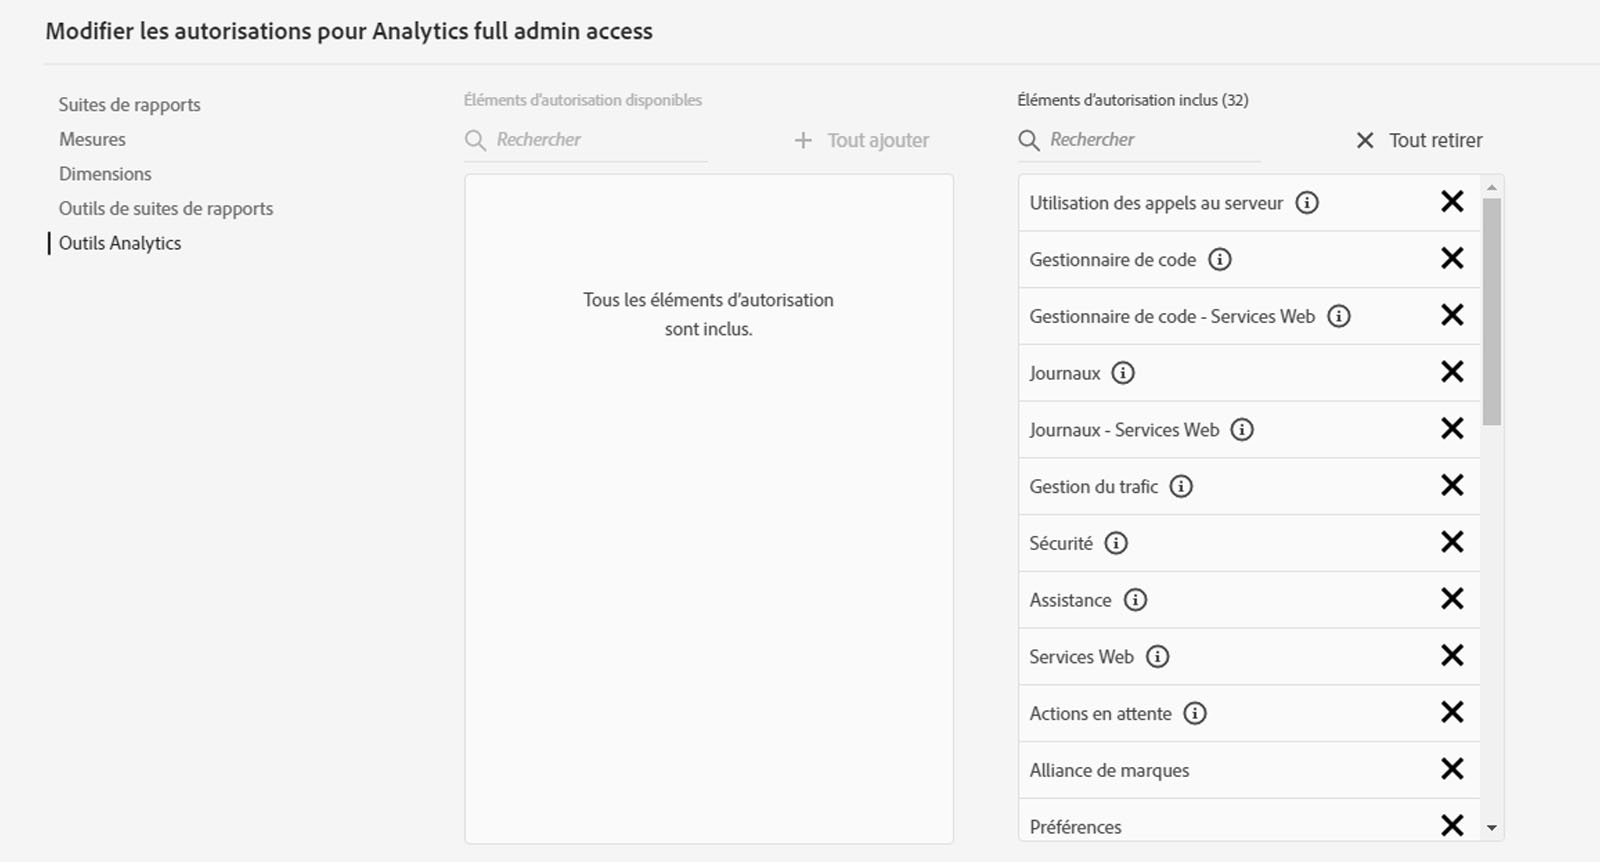 Modifier les autorisations pour Analytics full admin access
Suites de rapports
Mesures
Dimensions
Outils de suites de rapports
Outils Analytics
Éléments d'autorisation disponibles
Rechercher
Tout ajouter
Tous les éléments d'autorisation
sont inclus.
Éléments d'autorisation inclus (32)
Rechercher
Tout retirer
Utilisation des appels au serveur
Gestionnaire de code
Gestionnaire de code - Services Web
Journaux
Journaux - Services Web
Gestion du trafic
Sécurité
Assistance
Services Web
Actions en attente
Alliance de marques
Préférences